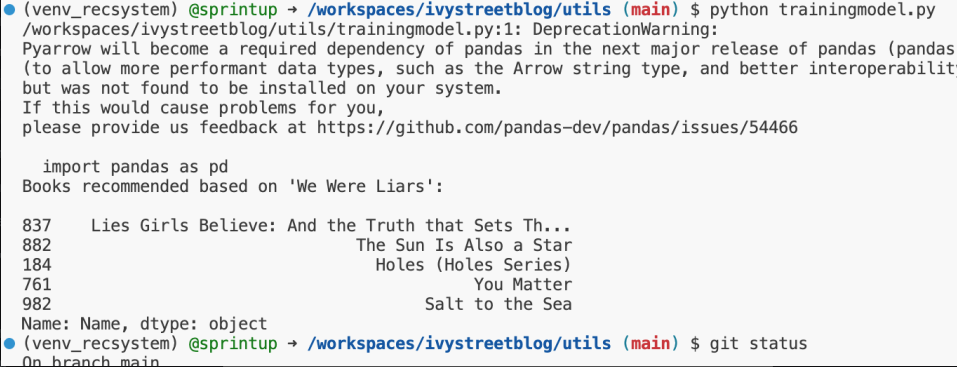 (venv_recsystem) @sprintup → /workspaces/ivystreetblog/utils (main) $ python trainingmodel.py
/workspaces/ivystreetblog/utils/trainingmodel.py:1: DeprecationWarning:
Pyarrow will become a required dependency of pandas in the next major release of pandas (pandas
(to allow more performant data types, such as the Arrow string type, and better interoperability
but was not found to be installed on your system.
If this would cause problems for you,
please provide us feedback at https://github.com/pandas-dev/pandas/issues/54466
import pandas as pd
Books recommended based on 'We Were Liars':
837 Lies Girls Believe: And the Truth that Sets Th...
882 The Sun Is Also a Star
184 Holes (Holes Series)
761 You Matter
982 Salt to the Sea
Name: Name, dtype: object
(venv_recsystem) @sprintup → /workspaces/ivystreetblog/utils (main) $ git status
On branch main